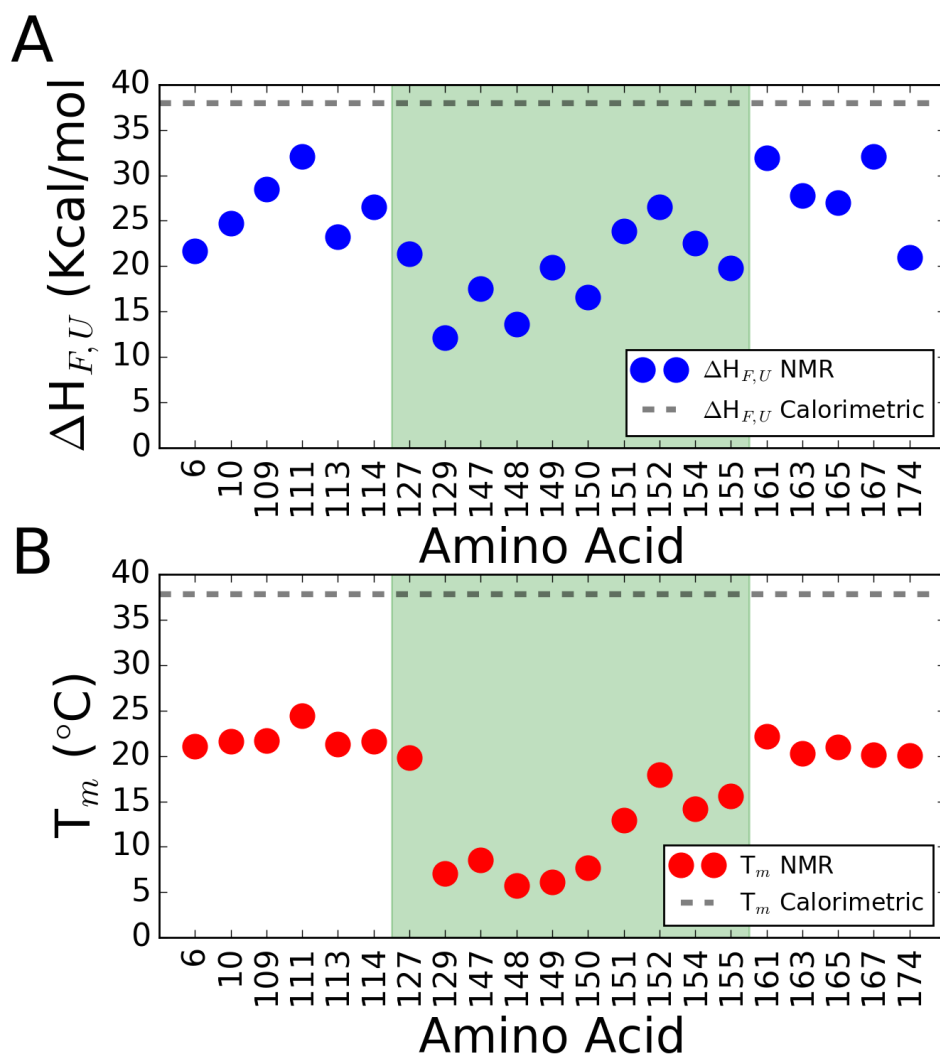 A
ΔH_{F,U} (Kcal/mol)
40
35
30
25
20
15
10
5
0
ΔH_{F,U} NMR
ΔH_{F,U} Calorimetric
6 10 109 111 113 114 127 129 147 148 149 150 151 152 154 155 161 163 165 167 174
Amino Acid
B
T_m (°C)
40
35
30
25
20
15
10
5
0
T_m NMR
T_m Calorimetric
6 10 109 111 113 114 127 129 147 148 149 150 151 152 154 155 161 163 165 167 174
Amino Acid